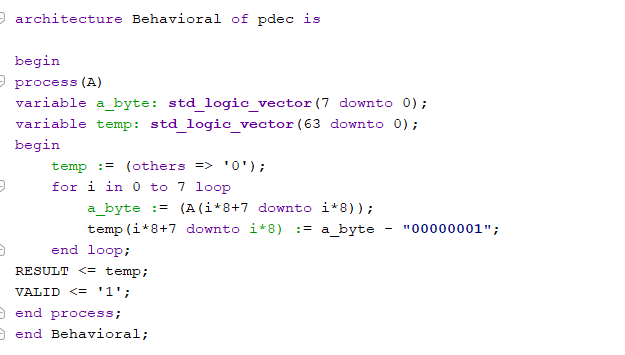 architecture Behavioral of pdec is
begin
process(A)
variable a_byte: std_logic_vector(7 downto 0);
variable temp: std_logic_vector(63 downto 0);
begin
    temp := (others => '0');
    for i in 0 to 7 loop
        a_byte := (A(i*8+7 downto i*8));
        temp(i*8+7 downto i*8) := a_byte - "00000001";
    end loop;
RESULT <= temp;
VALID <= '1';
end process;
end Behavioral;